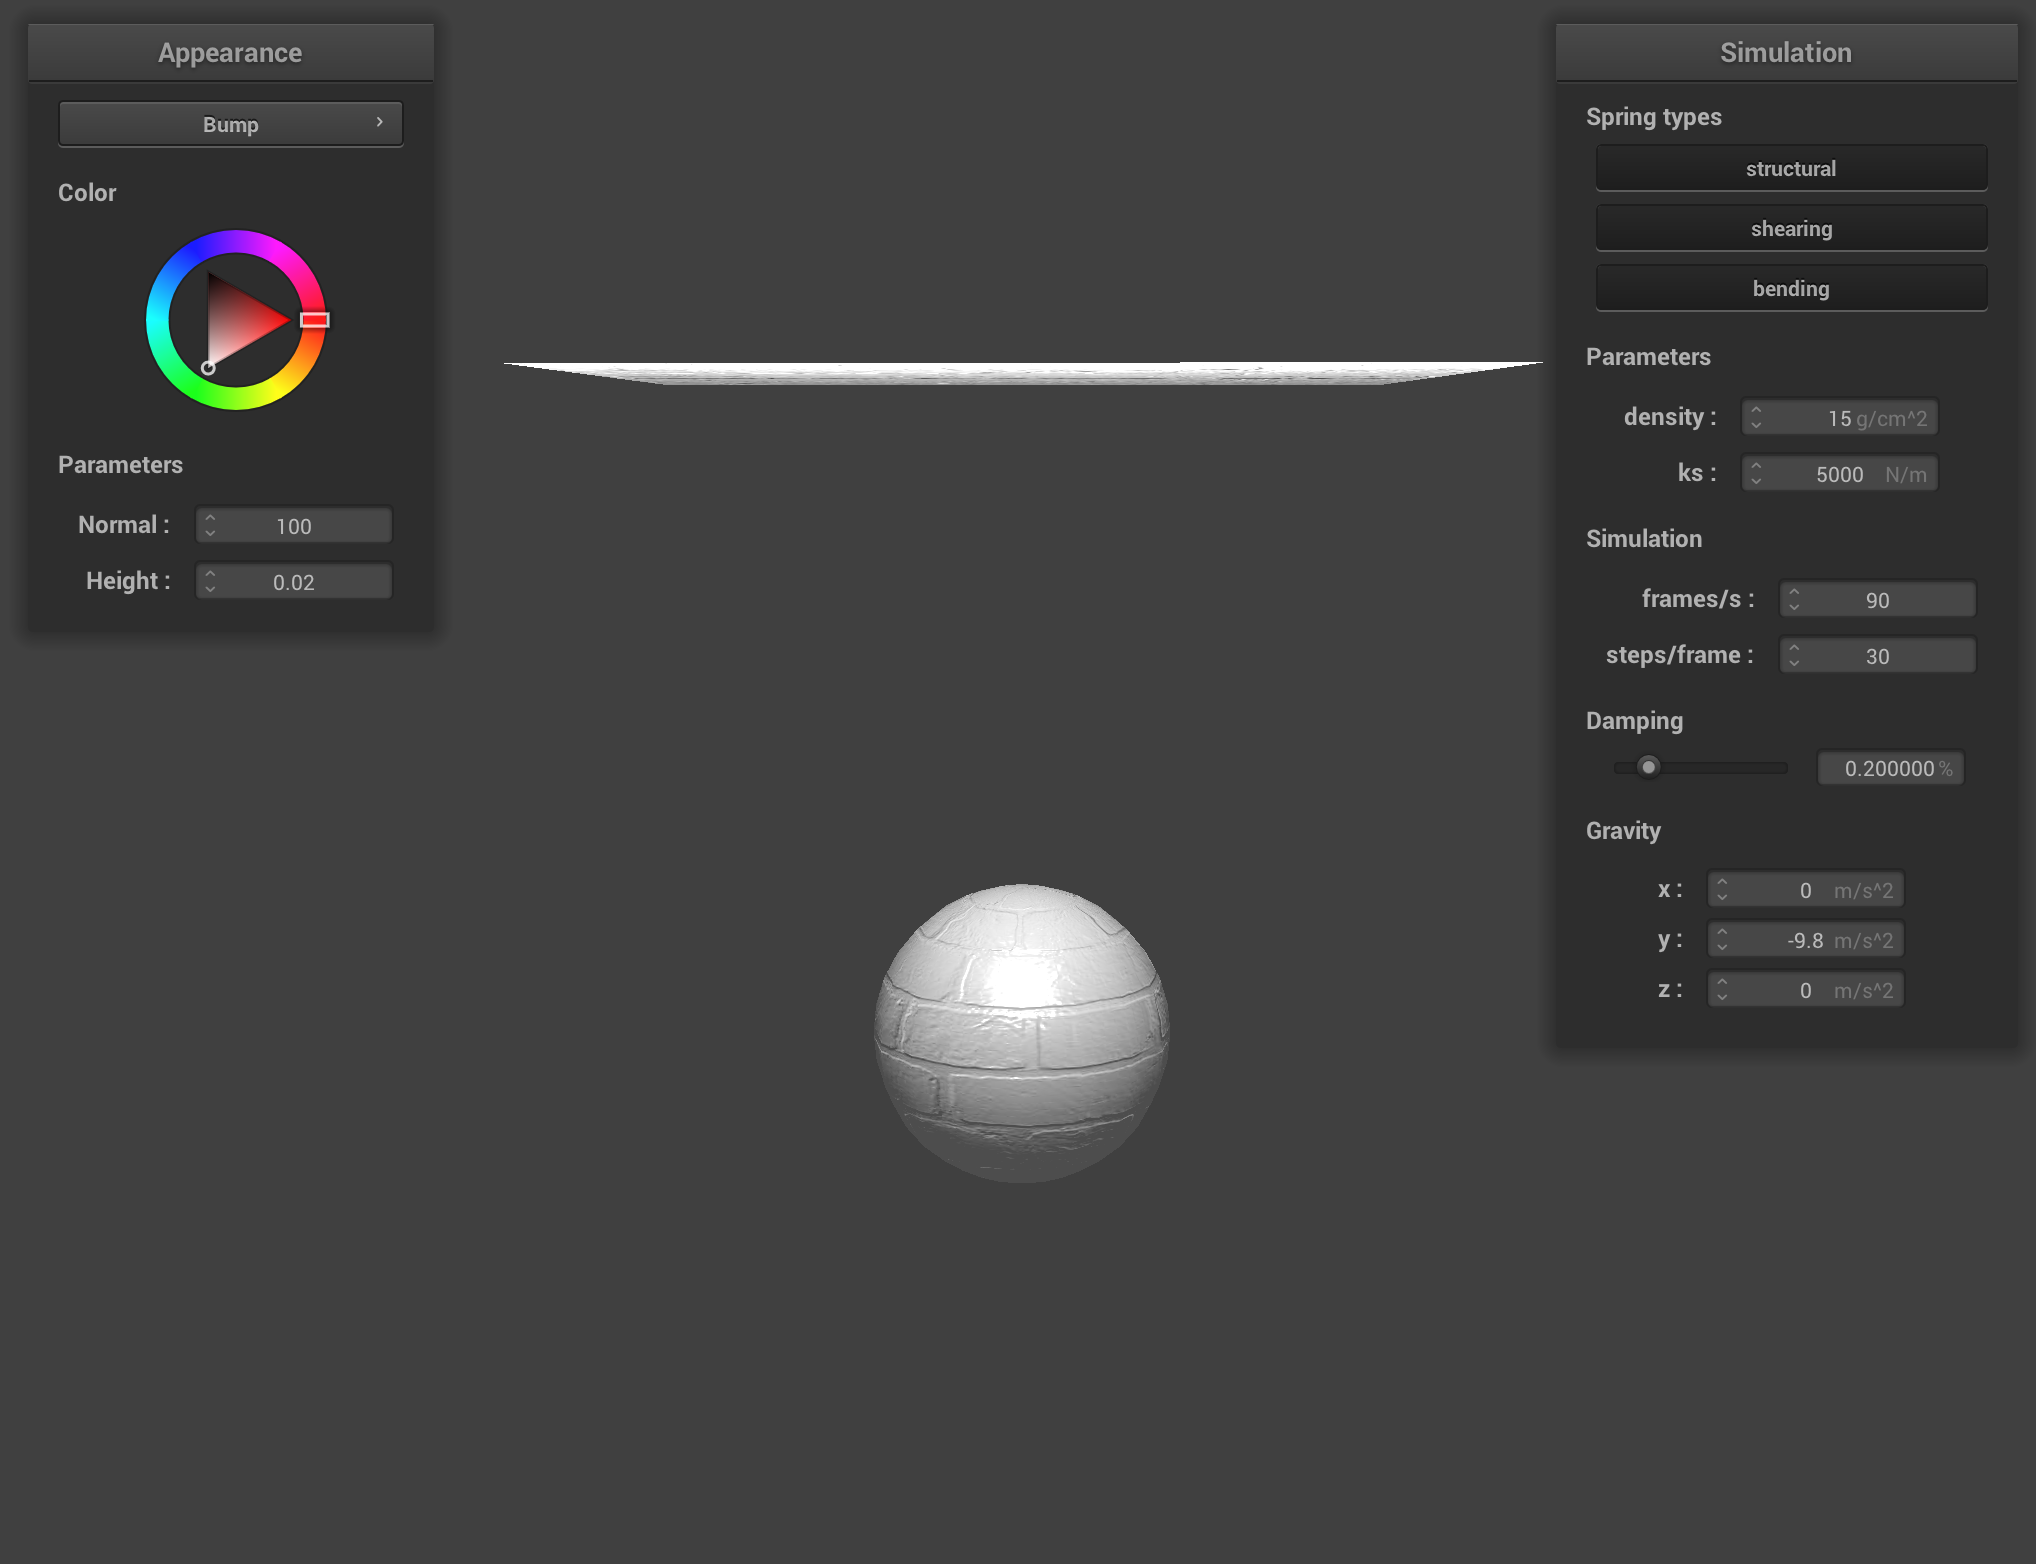 Appearance
Bump
Color
Parameters
Normal : 100
Height : 0.02
Simulation
Spring types
structural
shearing
bending
Parameters
density : 15 g/cm^2
ks : 5000 N/m
Simulation
frames/s : 90
steps/frame : 30
Damping
0.200000 %
Gravity
x : 0 m/s^2
y : -9.8 m/s^2
z : 0 m/s^2